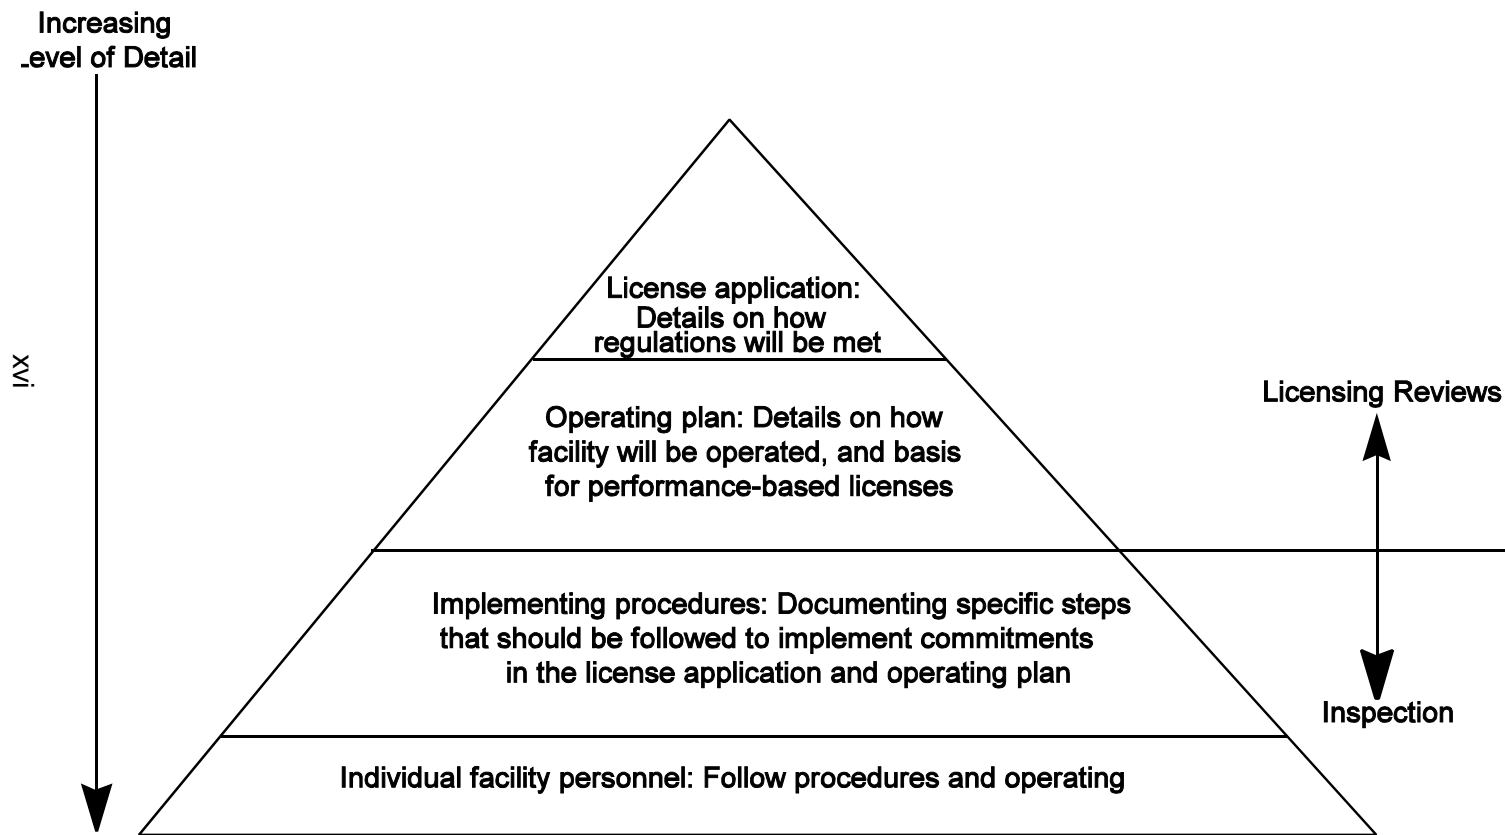 Increasing
Level of Detail
License application:
Details on how
regulations will be met
Operating plan: Details on how
facility will be operated, and basis
for performance-based licenses
Licensing Reviews
Implementing procedures: Documenting specific steps
that should be followed to implement commitments
in the license application and operating plan
Inspection
Individual facility personnel: Follow procedures and operating
xvi